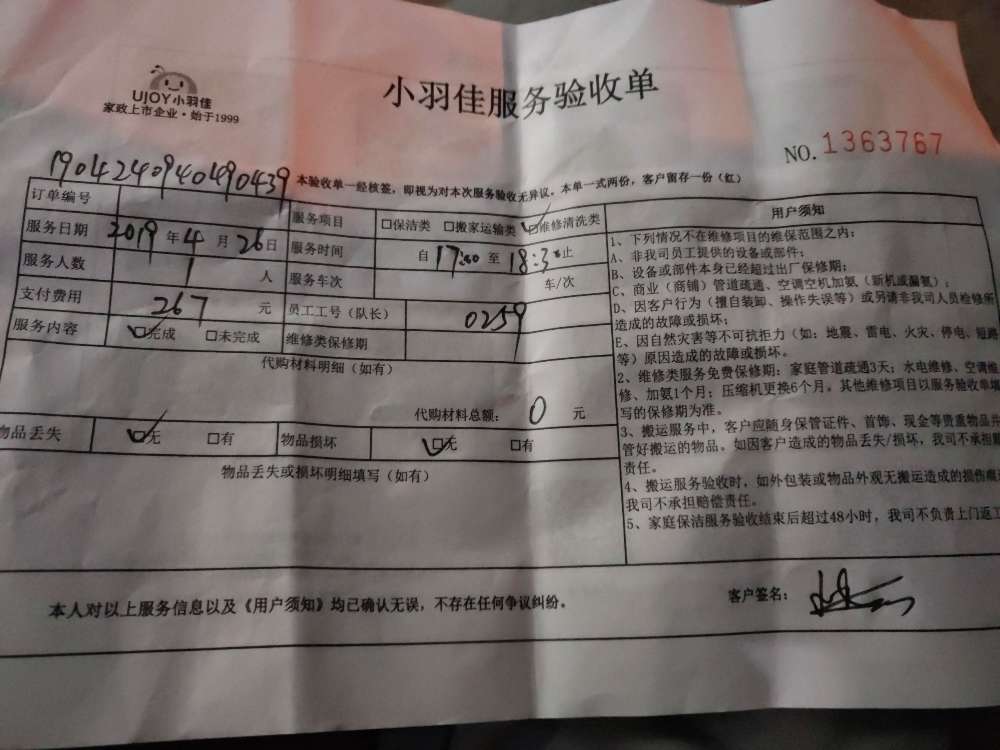 UJOY小羽佳
家政上市企业·始于1999
小羽佳服务验收单
NO. 1363767
1904240940490439
本验收单一经核签，即视为对本次服务验收无异议。本单一式两份，客户留存一份（红）
订单编号
服务项目 □保洁类 □搬家运输类 ☑维修清洗类
服务日期 2019 年 4 月 26 日
服务时间 自 17:00 至 18:3 止
服务人数 1 人
服务车次 车/次
支付费用 267 元
员工工号（队长） 0259
服务内容 ☑完成 □未完成
维修类保修期
代购材料明细（如有）
代购材料总额： 0 元
物品丢失 ☑无 □有
物品损坏 ☑无 □有
物品丢失或损坏明细填写（如有）
用户须知
1、下列情况不在维修项目的维保范围之内：
A、非我司员工提供的设备或部件；
B、设备或部件本身已经超过出厂保修期；
C、商业（商铺）管道疏通、空调空机加氨（新机或漏氨）；
D、因客户行为（擅自装卸、操作失误等）或另请非我司人员检修所
造成的故障或损坏；
E、因自然灾害等不可抗拒力（如：地震、雷电、火灾、停电、短路
等）原因造成的故障或损坏。
2、维修类服务免费保修期：家庭管道疏通3天；水电维修、空调维
修、加氨1个月；压缩机更换6个月。其他维修项目以服务验收单填
写的保修期为准。
3、搬运服务中，客户应随身保管证件、首饰、现金等贵重物品并
管好搬运的物品。如因客户造成的物品丢失/损坏，我司不承担赔
责任。
4、搬运服务验收时，如外包装或物品外观无搬运造成的损伤痕
我司不承担赔偿责任。
5、家庭保洁服务验收结束后超过48小时，我司不负责上门返工
本人对以上服务信息以及《用户须知》均已确认无误，不存在任何争议纠纷。
客户签名：